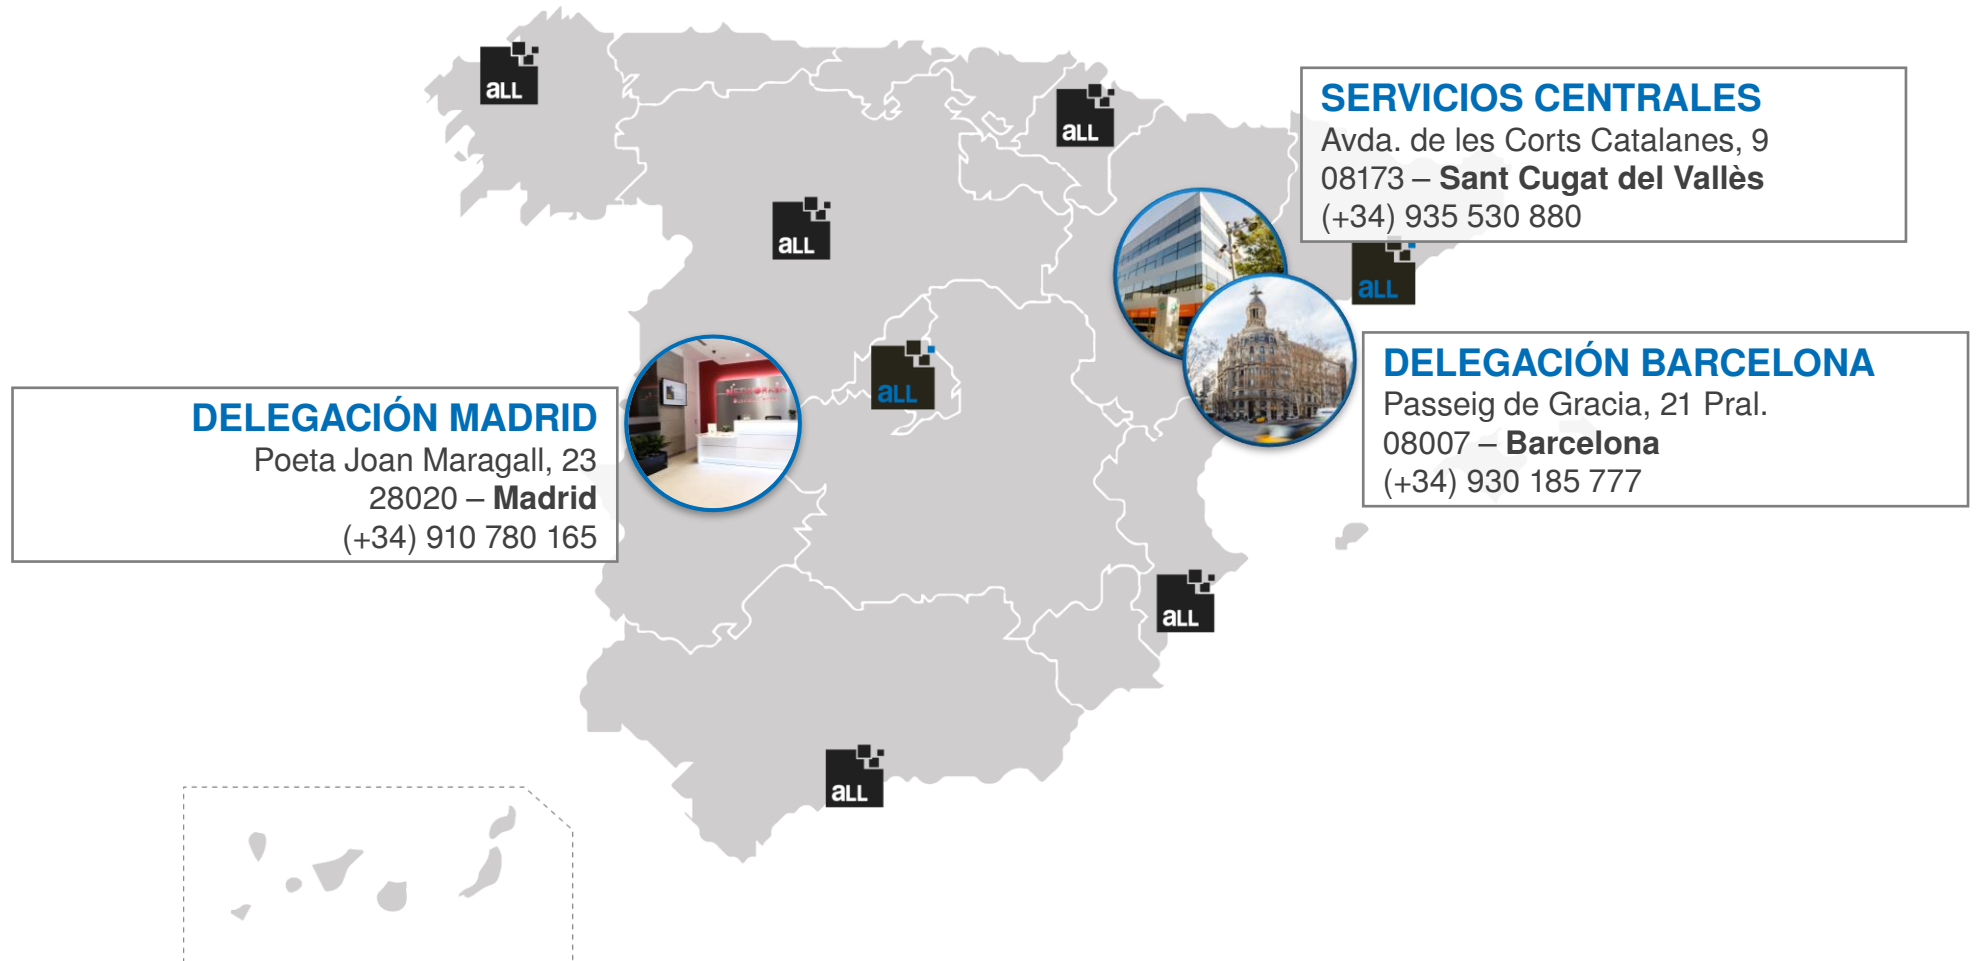 aLL
aLL
SERVICIOS CENTRALES
Avda. de les Corts Catalanes, 9
08173 – Sant Cugat del Vallès
(+34) 935 530 880
aLL
aLL
aLL
DELEGACIÓN BARCELONA
Passeig de Gracia, 21 Pral.
08007 – Barcelona
(+34) 930 185 777
DELEGACIÓN MADRID
Poeta Joan Maragall, 23
28020 – Madrid
(+34) 910 780 165
aLL
aLL